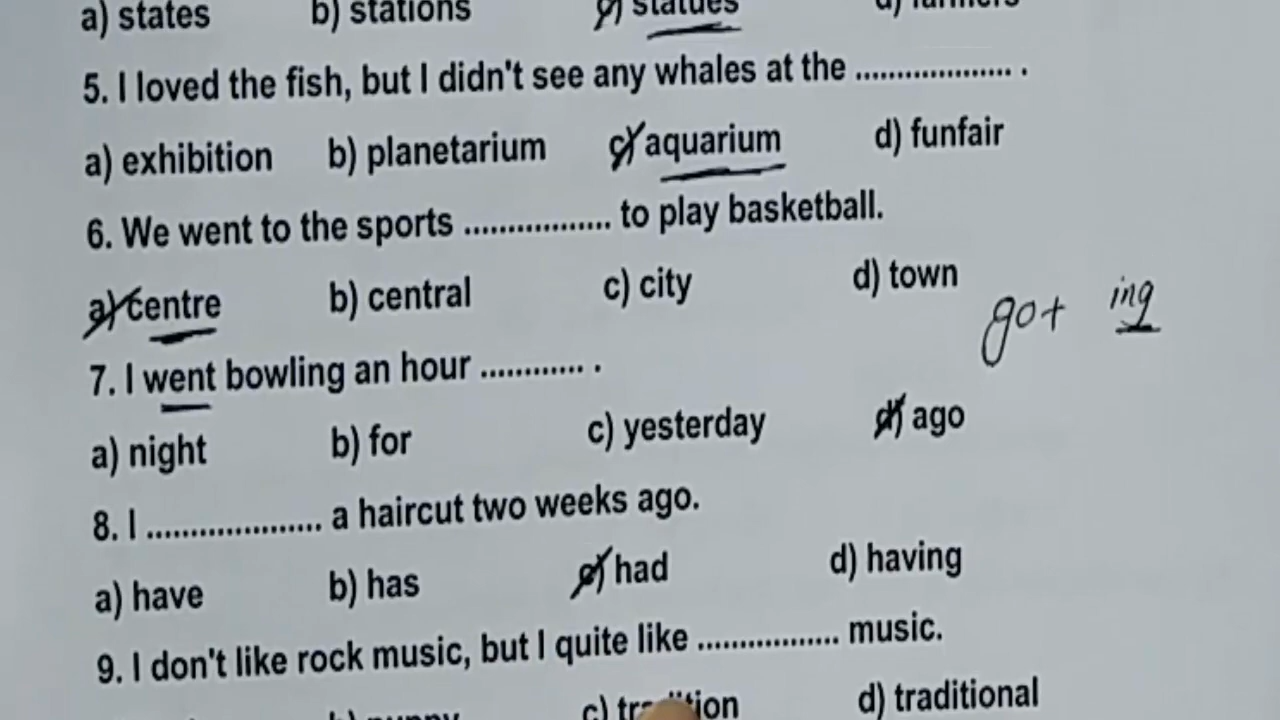 a) states b) stations c) statues d) farmers
5. I loved the fish, but I didn't see any whales at the ................... .
a) exhibition b) planetarium c) aquarium d) funfair
6. We went to the sports ................. to play basketball.
a) centre b) central c) city d) town
got ing
7. I went bowling an hour ............ .
a) night b) for c) yesterday d) ago
8. I .................... a haircut two weeks ago.
a) have b) has c) had d) having
9. I don't like rock music, but I quite like ................. music.
c) tradition d) traditional